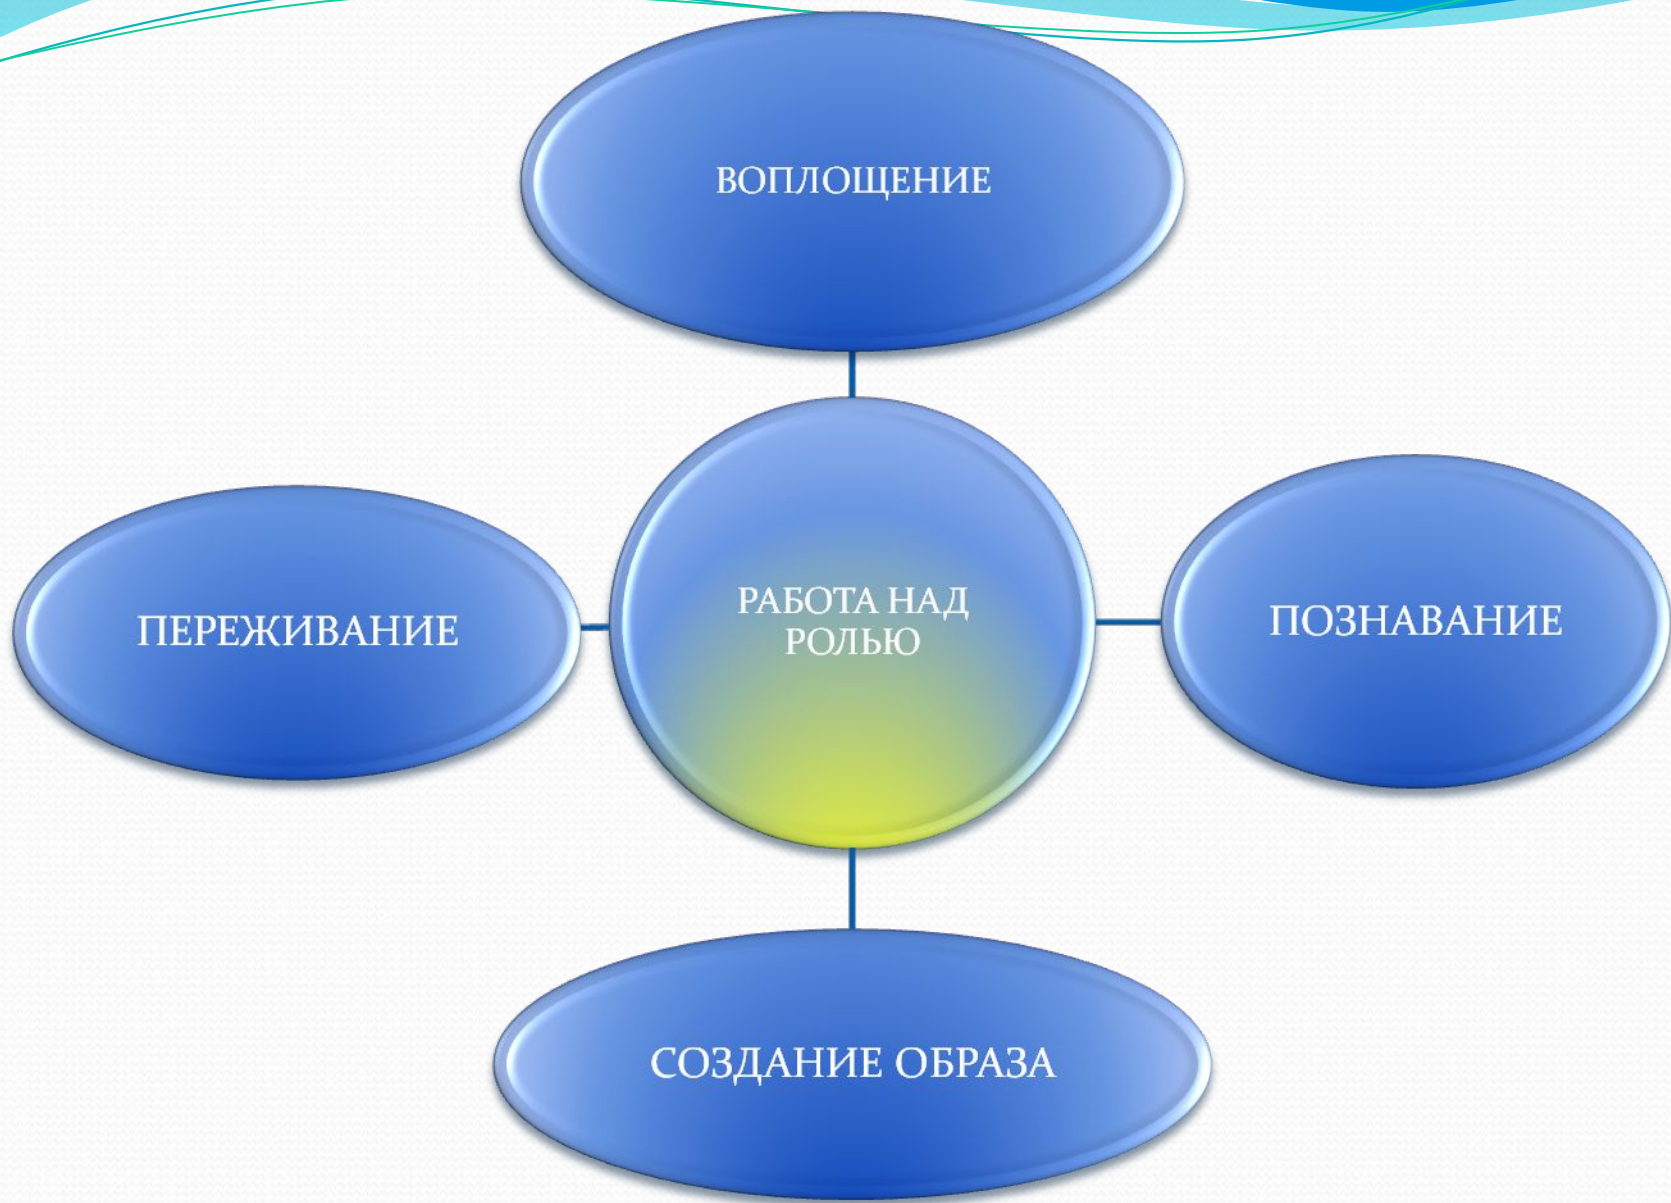 ВОПЛОЩЕНИЕ
ПЕРЕЖИВАНИЕ
РАБОТА НАД
РОЛЬЮ
ПОЗНАВАНИЕ
СОЗДАНИЕ ОБРАЗА